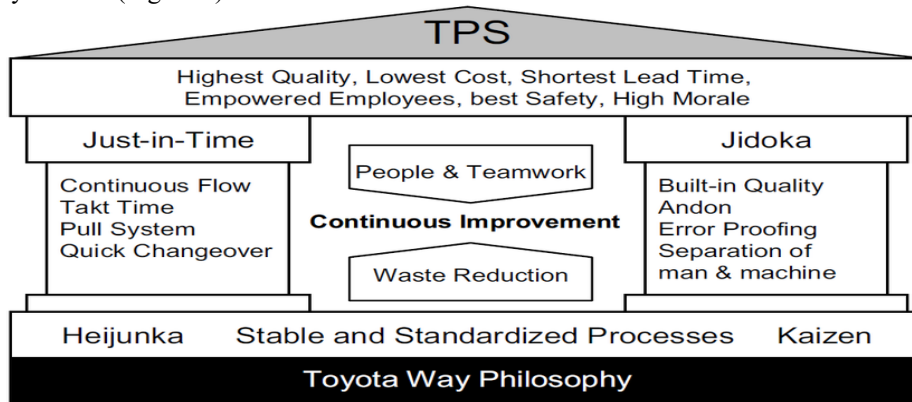 TPS
Highest Quality, Lowest Cost, Shortest Lead Time,
Empowered Employees, best Safety, High Morale
Just-in-Time
Continuous Flow
Takt Time
Pull System
Quick Changeover
People & Teamwork
Continuous Improvement
Waste Reduction
Jidoka
Built-in Quality
Andon
Error Proofing
Separation of
man & machine
Heijunka Stable and Standardized Processes Kaizen
Toyota Way Philosophy